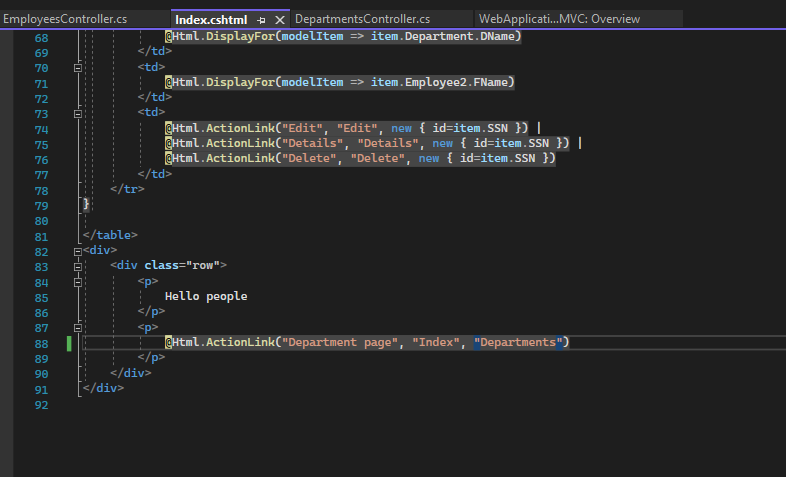 EmployeesController.cs Index.cshtml DepartmentsController.cs WebApplicati...MVC: Overview
68 @Html.DisplayFor(modelItem => item.Department.DName)
69 </td>
70 <td>
71 @Html.DisplayFor(modelItem => item.Employee2.FName)
72 </td>
73 <td>
74 @Html.ActionLink("Edit", "Edit", new { id=item.SSN }) |
75 @Html.ActionLink("Details", "Details", new { id=item.SSN }) |
76 @Html.ActionLink("Delete", "Delete", new { id=item.SSN })
77 </td>
78 </tr>
79 }
80
81 </table>
82 <div>
83 <div class="row">
84 <p>
85 Hello people
86 </p>
87 <p>
88 @Html.ActionLink("Department page", "Index", "Departments")
89 </p>
90 </div>
91 </div>
92